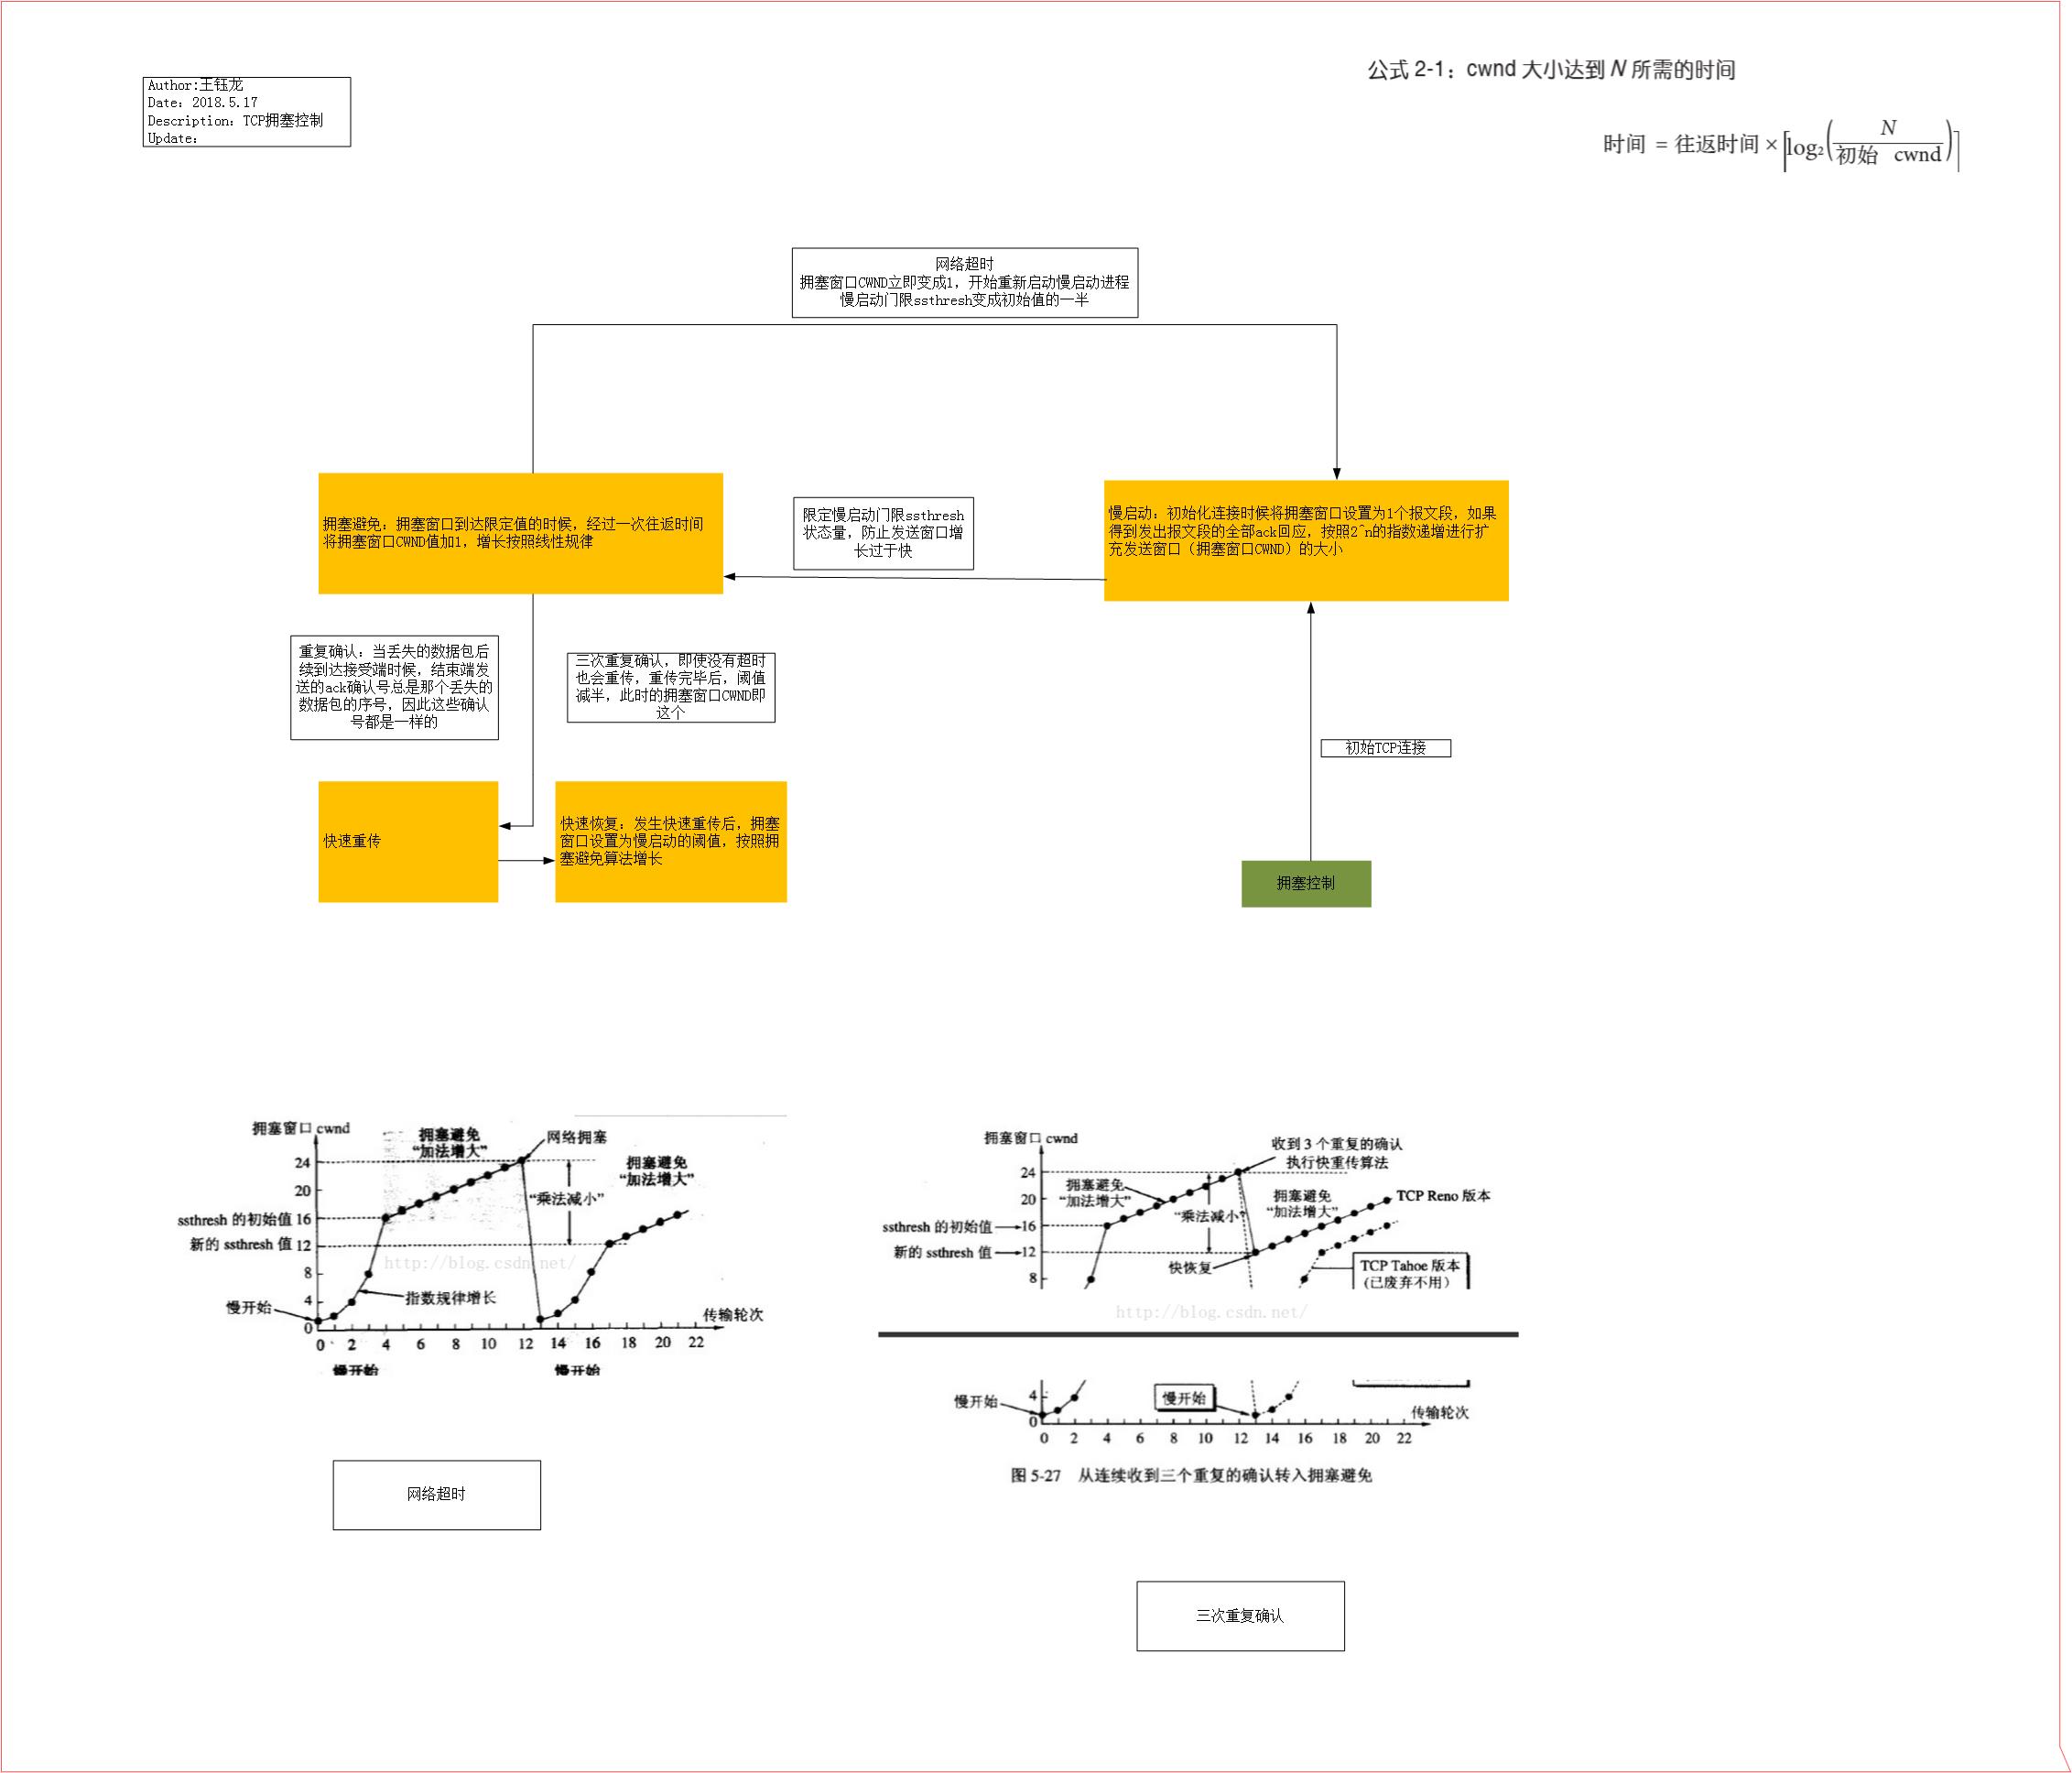 Author:王钰龙
Date：2018.5.17
Description：TCP拥塞控制
Update：
公式 2-1：cwnd 大小达到 N 所需的时间
时间 = 往返时间 × ⌈log₂(N / 初始 cwnd)⌉
网络超时
拥塞窗口CWND立即变成1，开始重新启动慢启动进程
慢启动门限ssthresh变成初始值的一半
拥塞避免：拥塞窗口到达限定值的时候，经过一次往返时间
将拥塞窗口CWND值加1，增长按照线性规律
限定慢启动门限ssthresh
状态量，防止发送窗口增
长过于快
慢启动：初始化连接时候将拥塞窗口设置为1个报文段，如果
得到发出报文段的全部ack回应，按照2^n的指数递增进行扩
充发送窗口（拥塞窗口CWND）的大小
重复确认：当丢失的数据包后
续到达接受端时候，结束端发
送的ack确认号总是那个丢失的
数据包的序号，因此这些确认
号都是一样的
三次重复确认，即使没有超时
也会重传，重传完毕后，阈值
减半，此时的拥塞窗口CWND即
这个
初始TCP连接
快速重传
快速恢复：发生快速重传后，拥塞
窗口设置为慢启动的阈值，按照拥
塞避免算法增长
拥塞控制
拥塞窗口 cwnd
拥塞避免
“加法增大”
网络拥塞
拥塞避免
“加法增大”
24
20
“乘法减小”
ssthresh 的初始值 16
新的 ssthresh 值 12
http://blog.csdn.net/
8
4
指数规律增长
慢开始
0
传输轮次
0 2 4 6 8 10 12 14 16 18 20 22
慢开始 慢开始
网络超时
拥塞窗口 cwnd
收到 3 个重复的确认
执行快重传算法
24
拥塞避免
“加法增大”
20
拥塞避免
“加法增大”
TCP Reno 版本
“乘法减小”
ssthresh 的初始值 16
新的 ssthresh 值 12
快恢复
TCP Tahoe 版本
(已废弃不用)
8
http://blog.csdn.net/
4
慢开始
慢开始
0
传输轮次
0 2 4 6 8 10 12 14 16 18 20 22
图 5-27 从连续收到三个重复的确认转入拥塞避免
三次重复确认